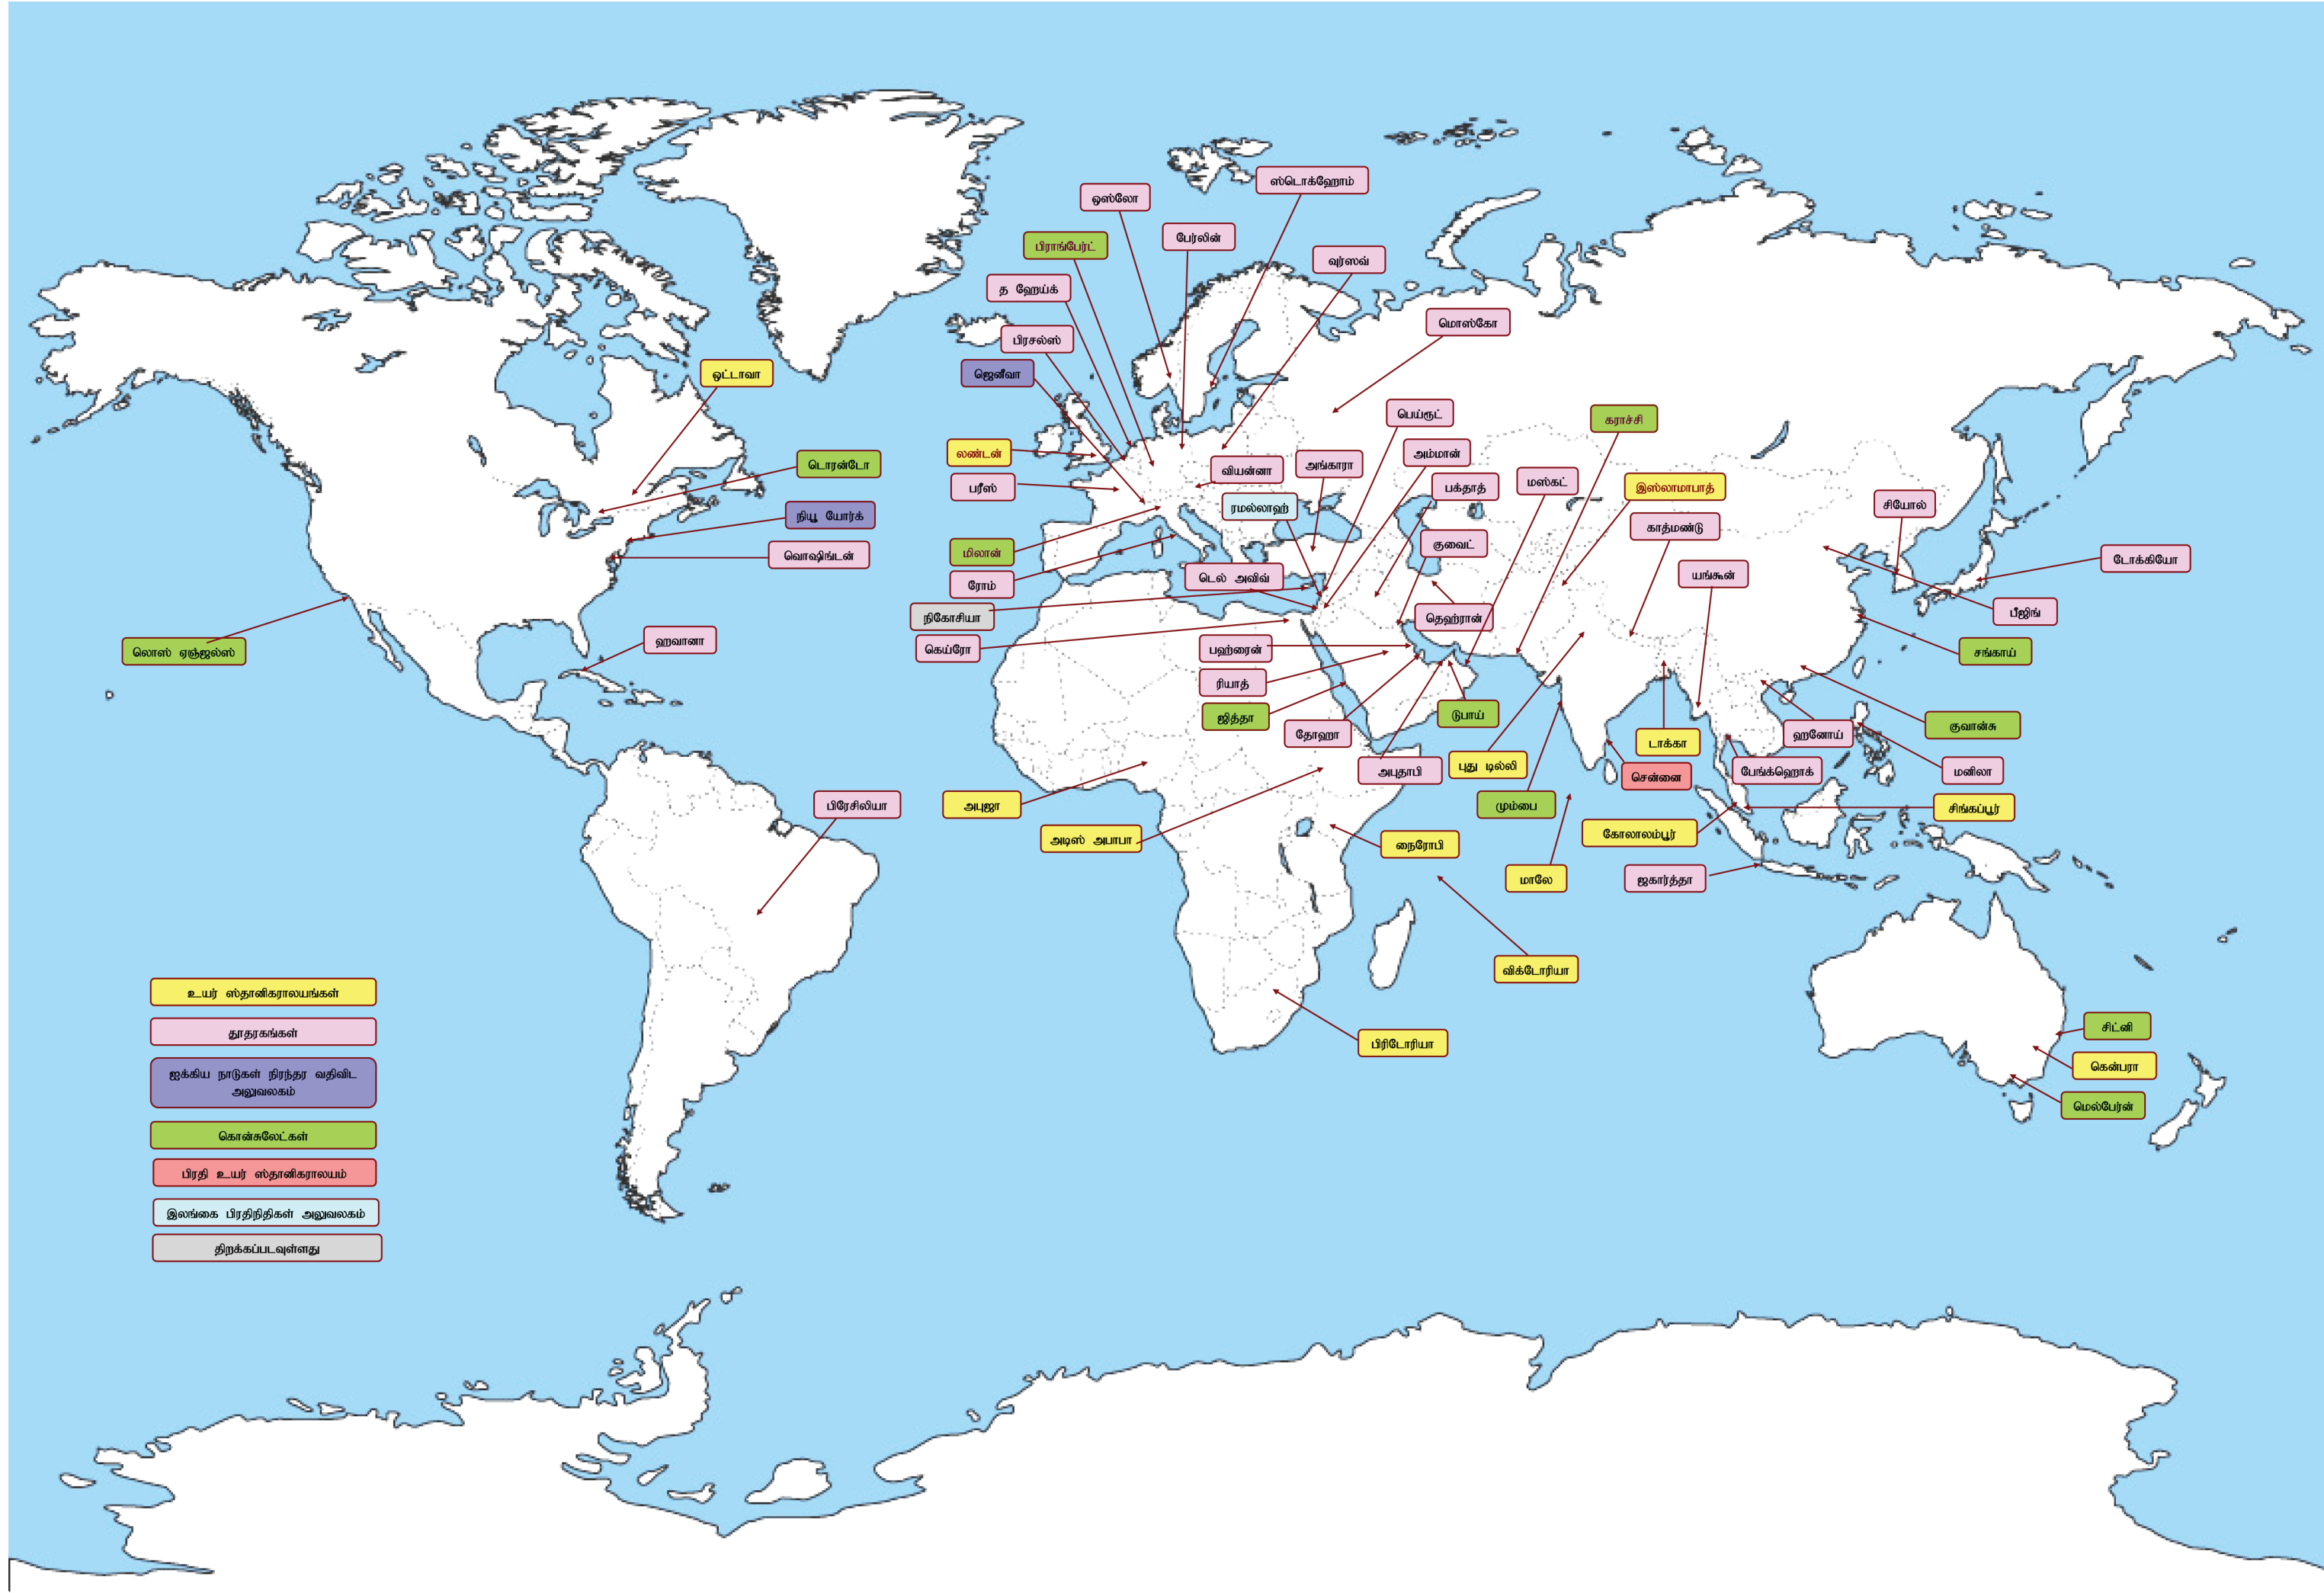 ஸ்டொக்ஹோம்
ஒஸ்லோ
பேர்லின்
பிராங்பேர்ட்
வுர்ஸவ்
த ஹேய்க்
மொஸ்கோ
பிரசல்ஸ்
ஜெனீவா
ஒட்டாவா
பெய்ரூட்
கராச்சி
லண்டன்
அம்மான்
டொரன்டோ
வியன்னா
அங்காரா
பரீஸ்
பக்தாத்
மஸ்கட்
இஸ்லாமாபாத்
ரமல்லாஹ்
சியோல்
நியூ யோர்க்
காத்மண்டு
குவைட்
மிலான்
வொஷிங்டன்
டோக்கியோ
யங்கூன்
டெல் அவிவ்
ரோம்
பீஜிங்
நிகோசியா
தெஹ்ரான்
ஹவானா
லொஸ் ஏஞ்ஜல்ஸ்
கெய்ரோ
பஹ்ரைன்
சங்காய்
ரியாத்
ஜித்தா
டுபாய்
குவான்சு
தோஹா
ஹனோய்
டாக்கா
புது டில்லி
அபுதாபி
சென்னை
பேங்க்ஹொக்
மனிலா
பிரேசிலியா
அபுஜா
மும்பை
சிங்கப்பூர்
கோலாலம்பூர்
அடிஸ் அபாபா
நைரோபி
மாலே
ஜகார்த்தா
விக்டோரியா
உயர் ஸ்தானிகராலயங்கள்
தூதரகங்கள்
சிட்னி
பிரிடோரியா
கென்பரா
ஐக்கிய நாடுகள் நிரந்தர வதிவிட
அலுவலகம்
மெல்பேர்ன்
கொன்சுலேட்கள்
பிரதி உயர் ஸ்தானிகராலயம்
இலங்கை பிரதிநிதிகள் அலுவலகம்
திறக்கப்படவுள்ளது